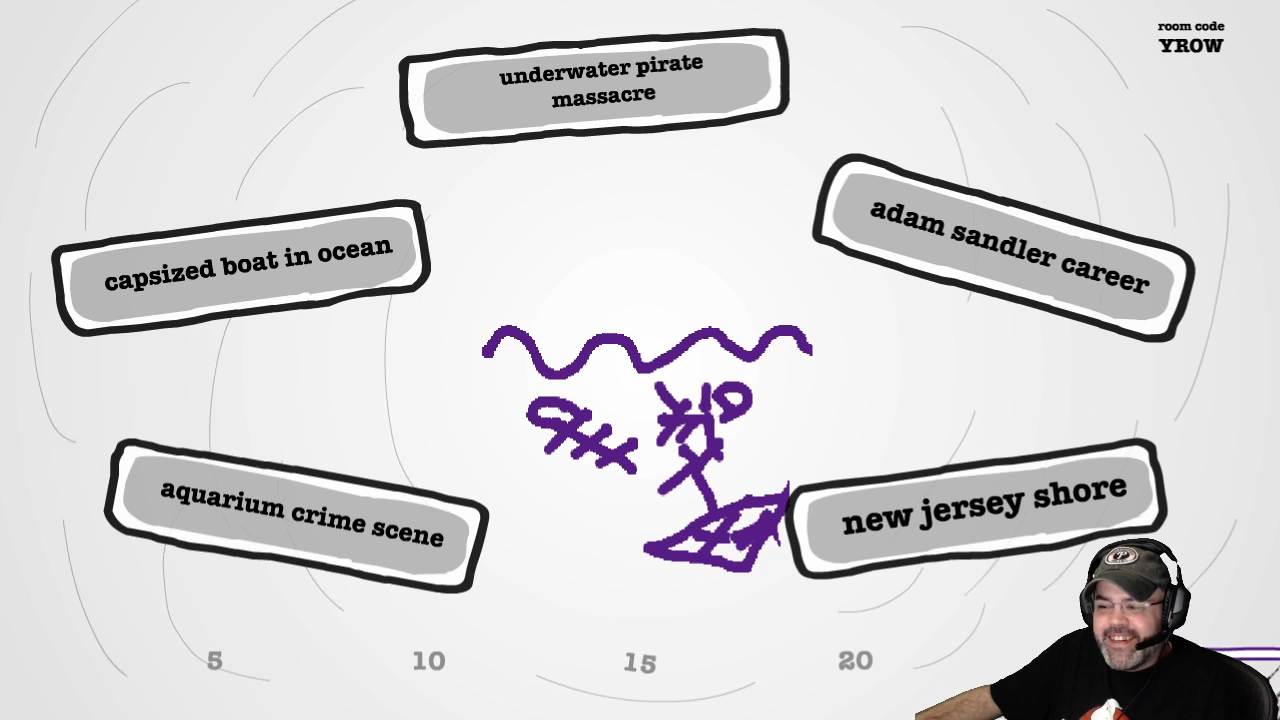 room code
YROW
underwater pirate
massacre
adam sandler career
capsized boat in ocean
aquarium crime scene
new jersey shore
5
10
15
20